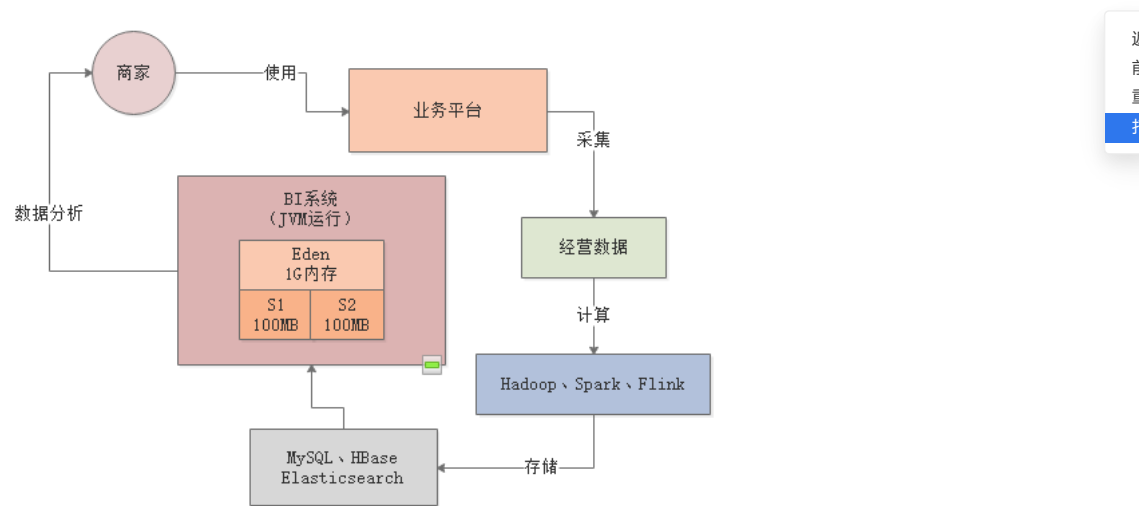 商家
使用
业务平台
采集
数据分析
BI系统
（JVM运行）
Eden
1G内存
S1
100MB
S2
100MB
经营数据
计算
Hadoop、Spark、Flink
MySQL、HBase
Elasticsearch
存储